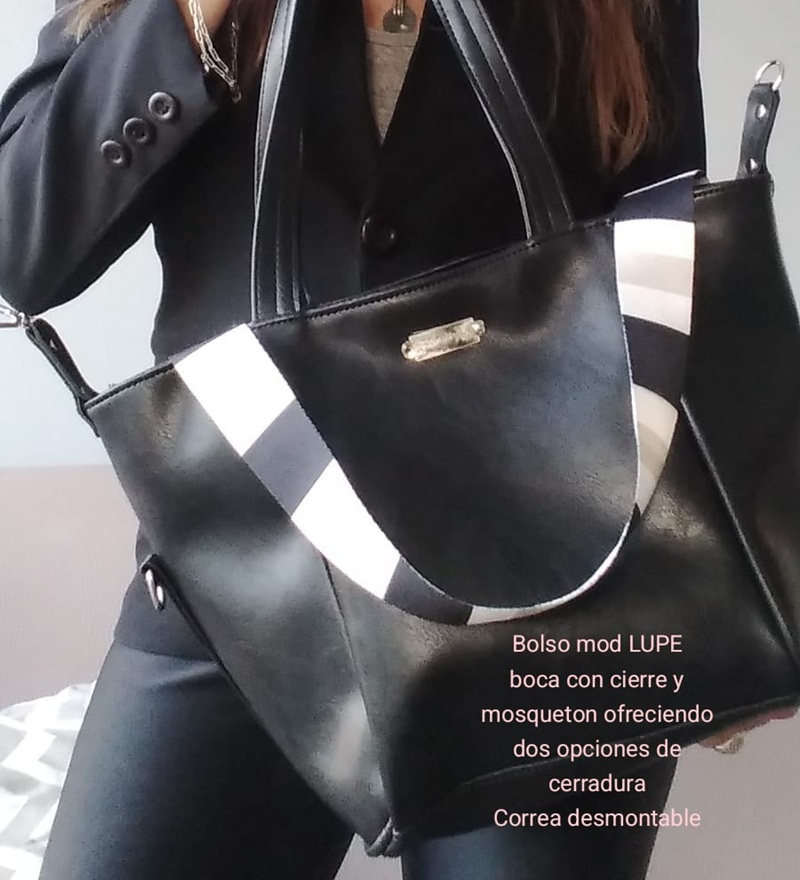 Bolso mod LUPE
boca con cierre y
mosqueton ofreciendo
dos opciones de
cerradura
Correa desmontable